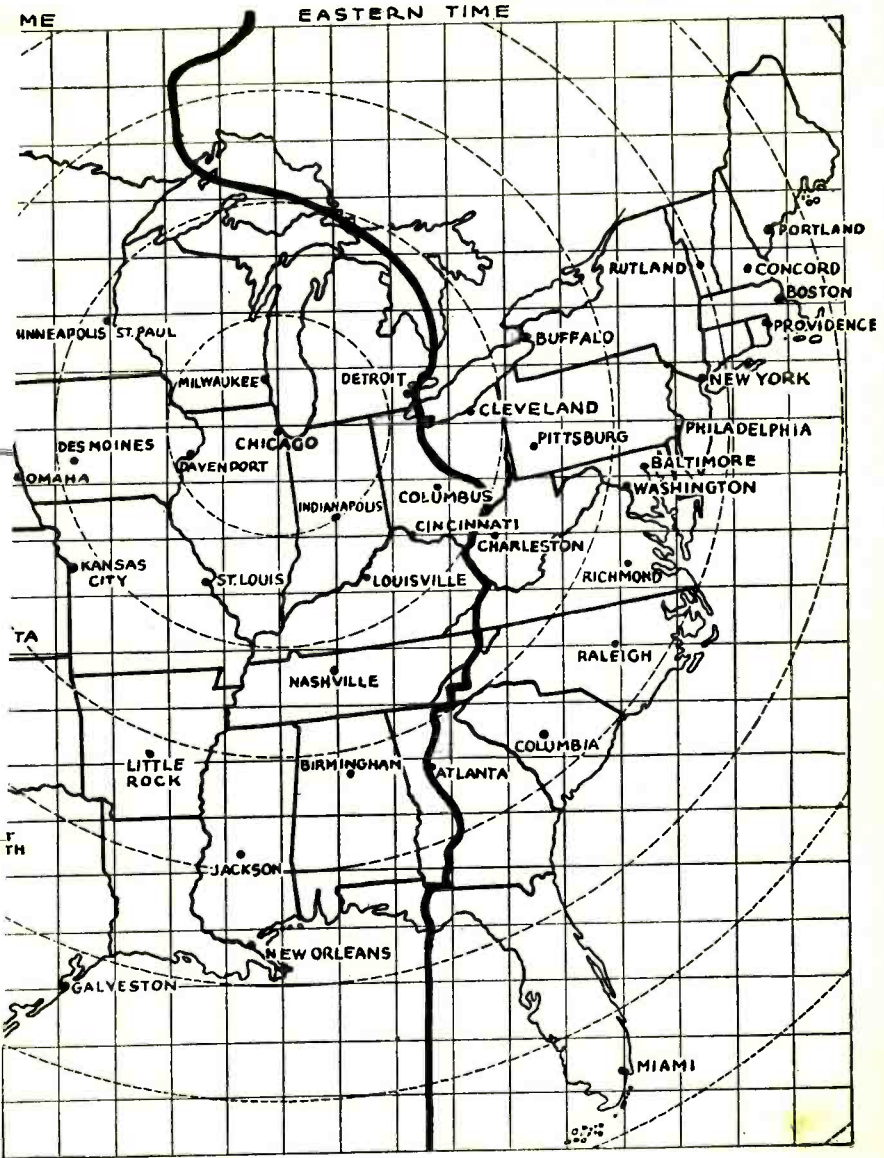 ME
EASTERN TIME
PORTLAND
RUTLAND
CONCORD
BOSTON
PROVIDENCE
INNEAPOLIS ST. PAUL
BUFFALO
MILWAUKEE
DETROIT
NEW YORK
CLEVELAND
CHICAGO
PITTSBURG
PHILADELPHIA
DES MOINES
DAVENPORT
BALTIMORE
OMAHA
COLUMBUS
WASHINGTON
INDIANAPOLIS
CINCINNATI
CHARLESTON
KANSAS
CITY
ST. LOUIS
LOUISVILLE
RICHMOND
TA
RALEIGH
NASHVILLE
COLUMBIA
LITTLE
ROCK
BIRMINGHAM
ATLANTA
T
TH
JACKSON
NEW ORLEANS
GALVESTON
MIAMI